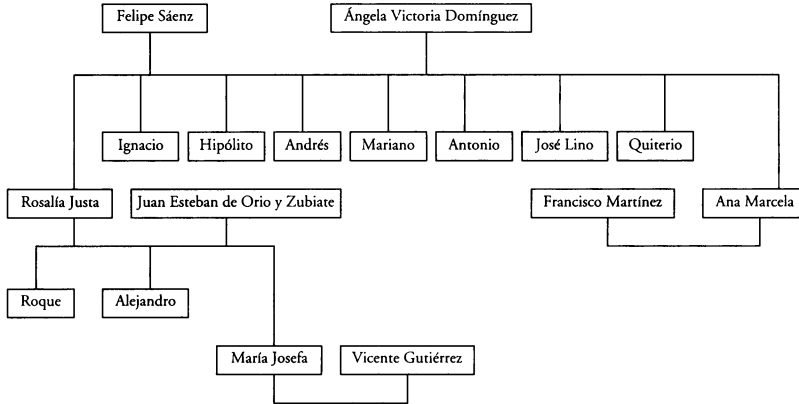 Felipe Sáenz
Ángela Victoria Domínguez
Ignacio
Hipólito
Andrés
Mariano
Antonio
José Lino
Quiterio
Rosalía Justa
Juan Esteban de Orio y Zubiate
Francisco Martínez
Ana Marcela
Roque
Alejandro
María Josefa
Vicente Gutiérrez